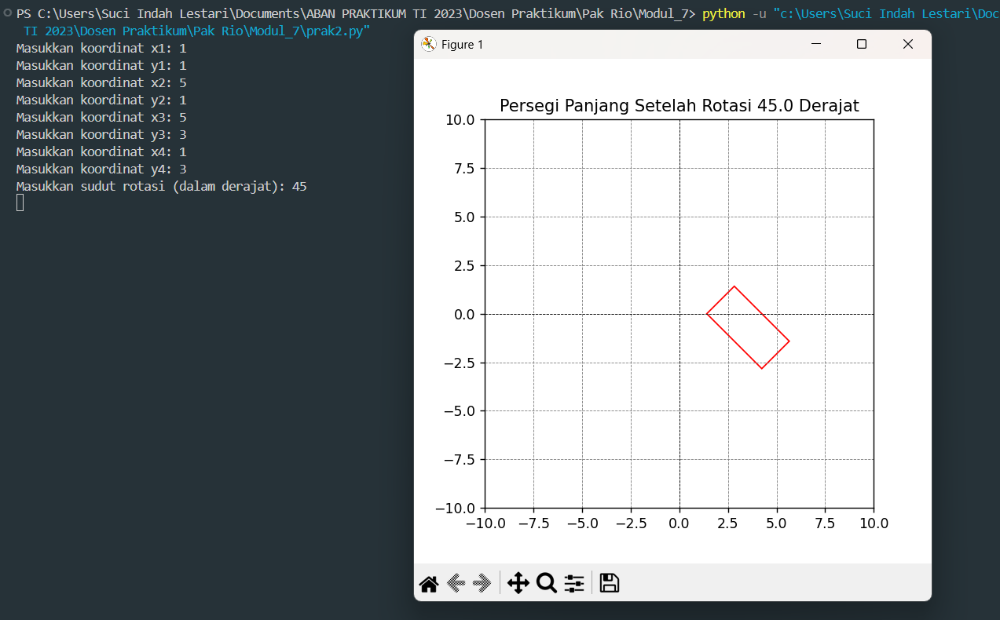 PS C:\Users\Suci Indah Lestari\Documents\ABAN PRAKTIKUM TI 2023\Dosen Praktikum\Pak Rio\Modul_7> python -u "c:\Users\Suci Indah Lestari\Doc
TI 2023\Dosen Praktikum\Pak Rio\Modul_7\prak2.py"
Masukkan koordinat x1: 1
Masukkan koordinat y1: 1
Masukkan koordinat x2: 5
Masukkan koordinat y2: 1
Masukkan koordinat x3: 5
Masukkan koordinat y3: 3
Masukkan koordinat x4: 1
Masukkan koordinat y4: 3
Masukkan sudut rotasi (dalam derajat): 45
Figure 1
Persegi Panjang Setelah Rotasi 45.0 Derajat
10.0
7.5
5.0
2.5
0.0
−2.5
−5.0
−7.5
−10.0
−10.0 −7.5 −5.0 −2.5 0.0 2.5 5.0 7.5 10.0